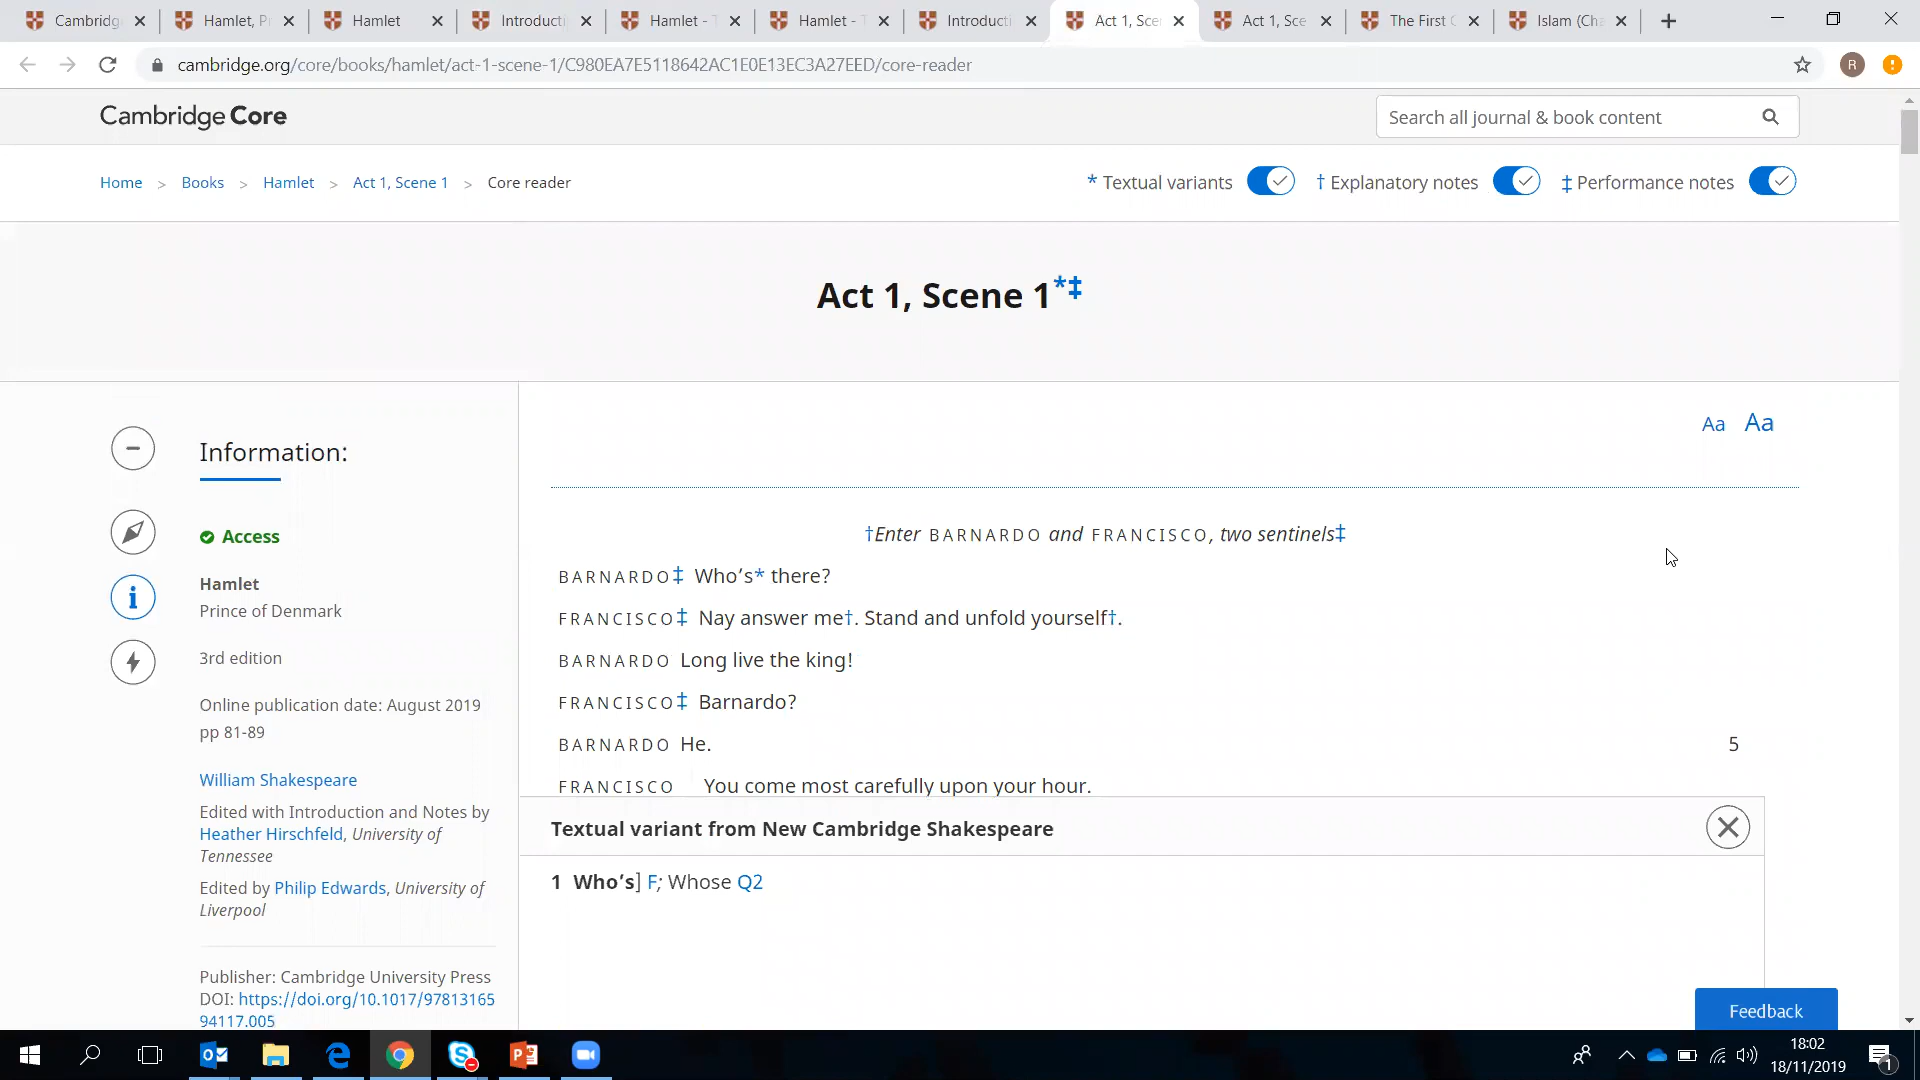 Cambridge
Hamlet, Pr
Hamlet
Introducti
Hamlet - T
Hamlet - T
Introducti
Act 1, Sce
Act 1, Sce
The First
Islam (Cha
cambridge.org/core/books/hamlet/act-1-scene-1/C980EA7E5118642AC1E0E13EC3A27EED/core-reader
R
Cambridge Core
Search all journal & book content
Home > Books > Hamlet > Act 1, Scene 1 > Core reader
* Textual variants
† Explanatory notes
‡ Performance notes
Act 1, Scene 1*‡
Information:
Access
Hamlet
Prince of Denmark
3rd edition
Online publication date: August 2019
pp 81-89
William Shakespeare
Edited with Introduction and Notes by
Heather Hirschfeld, University of
Tennessee
Edited by Philip Edwards, University of
Liverpool
Publisher: Cambridge University Press
DOI: https://doi.org/10.1017/97813165
94117.005
Aa Aa
†Enter BARNARDO and FRANCISCO, two sentinels‡
BARNARDO‡ Who's* there?
FRANCISCO‡ Nay answer me†. Stand and unfold yourself†.
BARNARDO Long live the king!
FRANCISCO‡ Barnardo?
BARNARDO He. 5
FRANCISCO You come most carefully upon your hour.
Textual variant from New Cambridge Shakespeare
1 Who's] F; Whose Q2
Feedback
18:02
18/11/2019
1